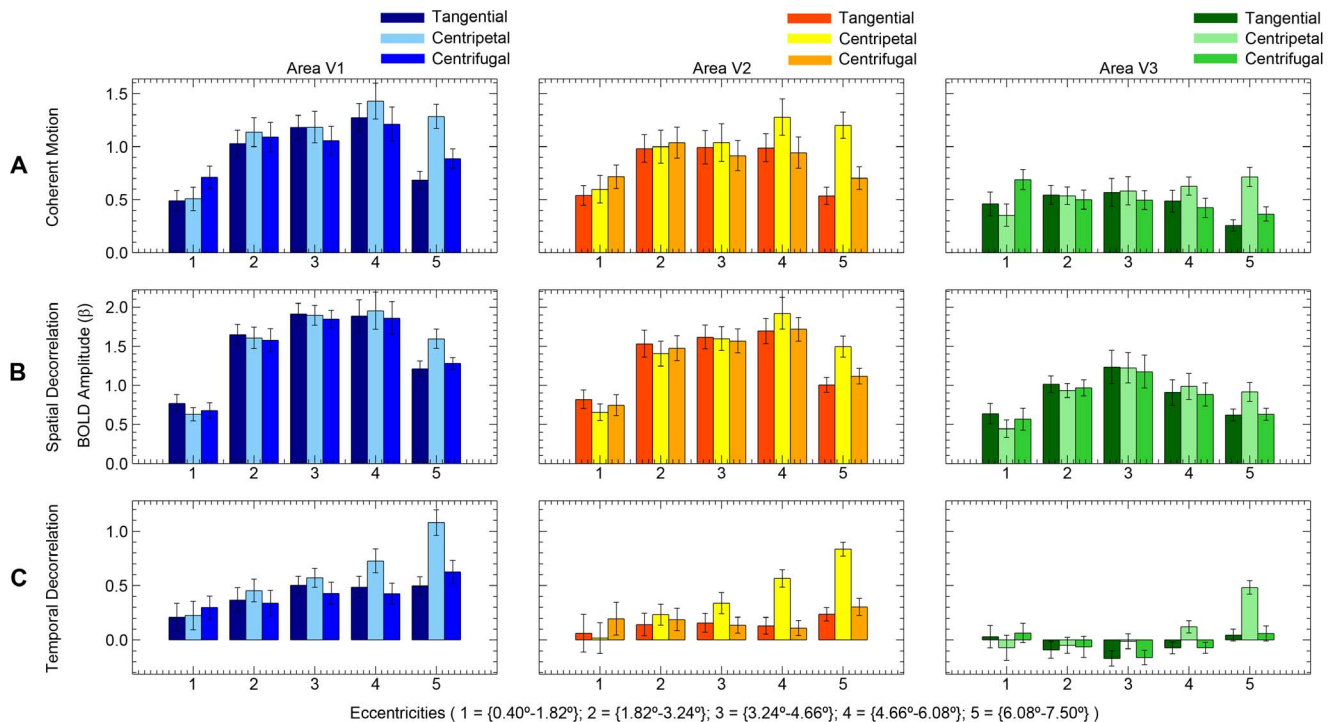 Tangential
Centripetal
Centrifugal
Tangential
Centripetal
Centrifugal
Tangential
Centripetal
Centrifugal
Area V1
Area V2
Area V3
A
Coherent Motion
1.5
1.0
0.5
0.0
1 2 3 4 5
1 2 3 4 5
1 2 3 4 5
B
Spatial Decorrelation
BOLD Amplitude (β)
2.0
1.5
1.0
0.5
0.0
1 2 3 4 5
1 2 3 4 5
1 2 3 4 5
C
Temporal Decorrelation
1.0
0.5
0.0
1 2 3 4 5
1 2 3 4 5
1 2 3 4 5
Eccentricities ( 1 = {0.40º-1.82º}; 2 = {1.82º-3.24º}; 3 = {3.24º-4.66º}; 4 = {4.66º-6.08º}; 5 = {6.08º-7.50º} )